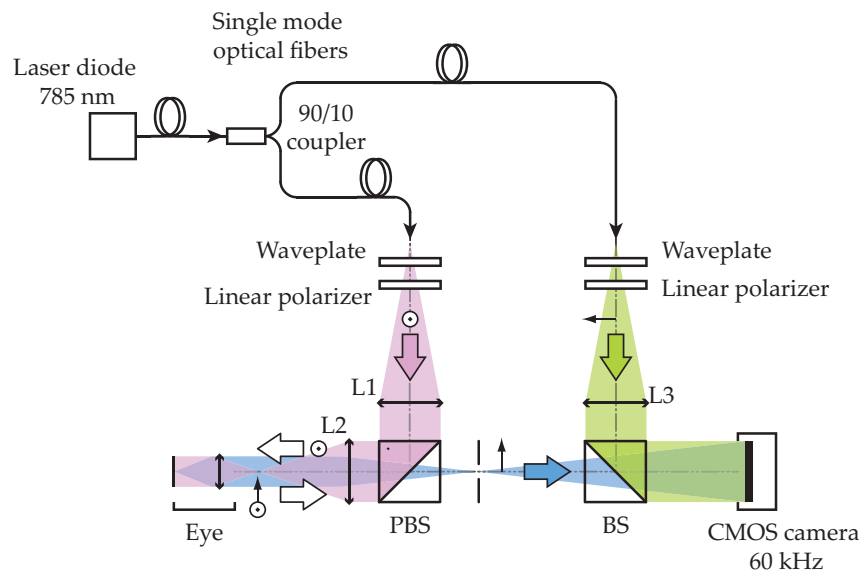 Single mode
optical fibers
Laser diode
785 nm
90/10
coupler
Waveplate
Linear polarizer
Waveplate
Linear polarizer
L1
L3
L2
Eye
PBS
BS
CMOS camera
60 kHz